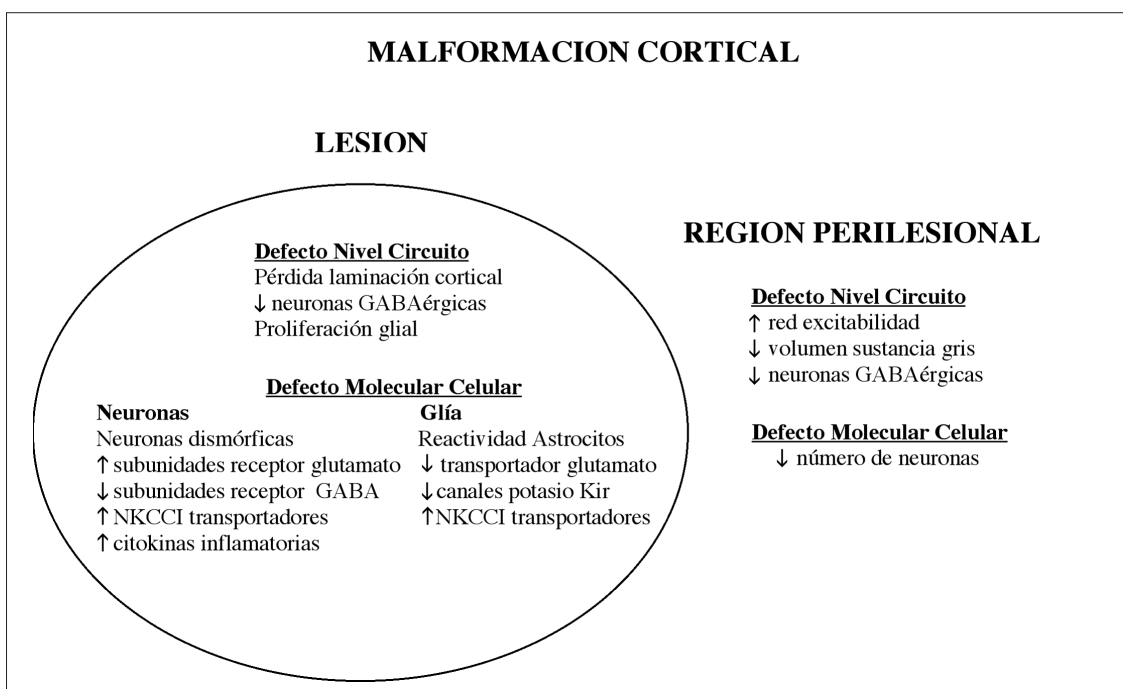 MALFORMACION CORTICAL
LESION
Defecto Nivel Circuito
Pérdida laminación cortical
↓ neuronas GABAérgicas
Proliferación glial
Defecto Molecular Celular
Neuronas
Neuronas dismórficas
↑ subunidades receptor glutamato
↓ subunidades receptor GABA
↑ NKCCI transportadores
↑ citokinas inflamatorias
Glía
Reactividad Astrocitos
↓ transportador glutamato
↓ canales potasio Kir
↑ NKCCI transportadores
REGION PERILESIONAL
Defecto Nivel Circuito
↑ red excitabilidad
↓ volumen sustancia gris
↓ neuronas GABAérgicas
Defecto Molecular Celular
↓ número de neuronas